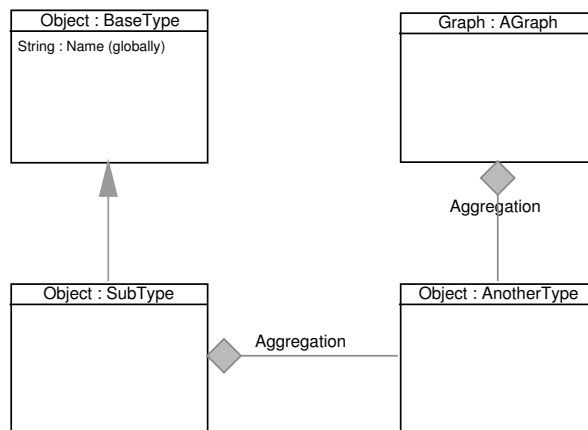 Object : BaseType
String : Name (globally)
Graph : AGraph
Aggregation
Object : SubType
Aggregation
Object : AnotherType